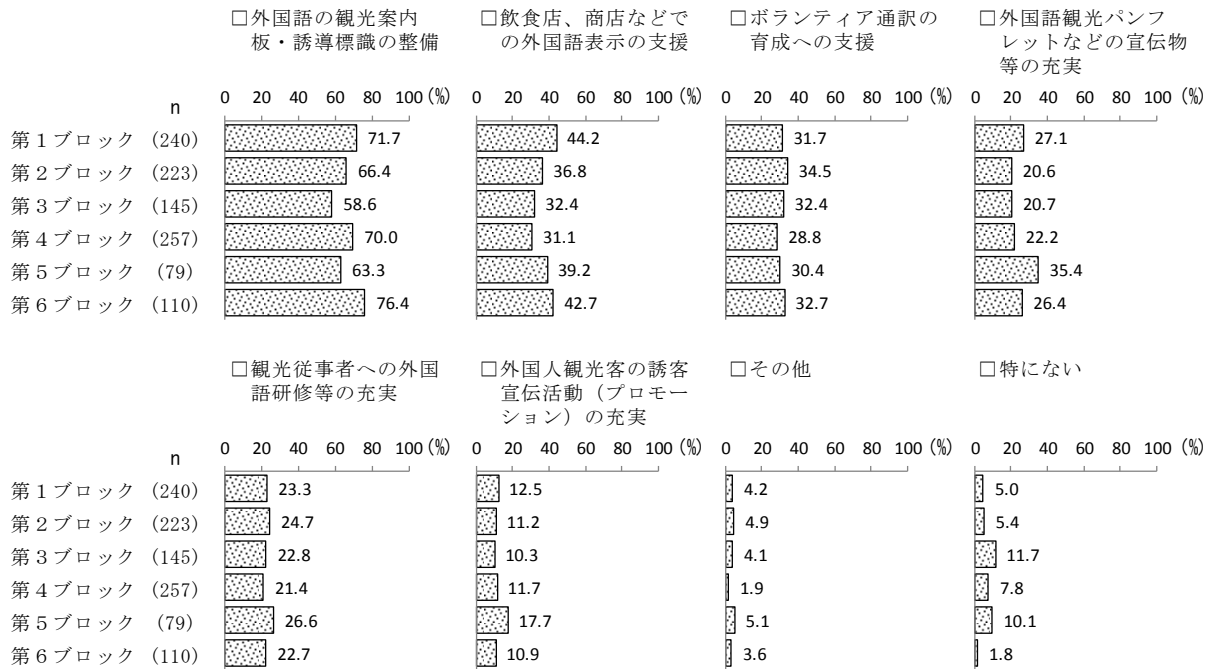 □外国語の観光案内 □飲食店、商店などで □ボランティア通訳の □外国語観光パンフ
板・誘導標識の整備 の外国語表示の支援 育成への支援 レットなどの宣伝物
等の充実
n 0 20 40 60 80 100 (%) 0 20 40 60 80 100 (%) 0 20 40 60 80 100 (%) 0 20 40 60 80 100 (%)
第1ブロック (240) 71.7 44.2 31.7 27.1
第2ブロック (223) 66.4 36.8 34.5 20.6
第3ブロック (145) 58.6 32.4 32.4 20.7
第4ブロック (257) 70.0 31.1 28.8 22.2
第5ブロック (79) 63.3 39.2 30.4 35.4
第6ブロック (110) 76.4 42.7 32.7 26.4
□観光従事者への外国 □外国人観光客の誘客 □その他 □特にない
語研修等の充実 宣伝活動（プロモー
ション）の充実
n 0 20 40 60 80 100 (%) 0 20 40 60 80 100 (%) 0 20 40 60 80 100 (%) 0 20 40 60 80 100 (%)
第1ブロック (240) 23.3 12.5 4.2 5.0
第2ブロック (223) 24.7 11.2 4.9 5.4
第3ブロック (145) 22.8 10.3 4.1 11.7
第4ブロック (257) 21.4 11.7 1.9 7.8
第5ブロック (79) 26.6 17.7 5.1 10.1
第6ブロック (110) 22.7 10.9 3.6 1.8